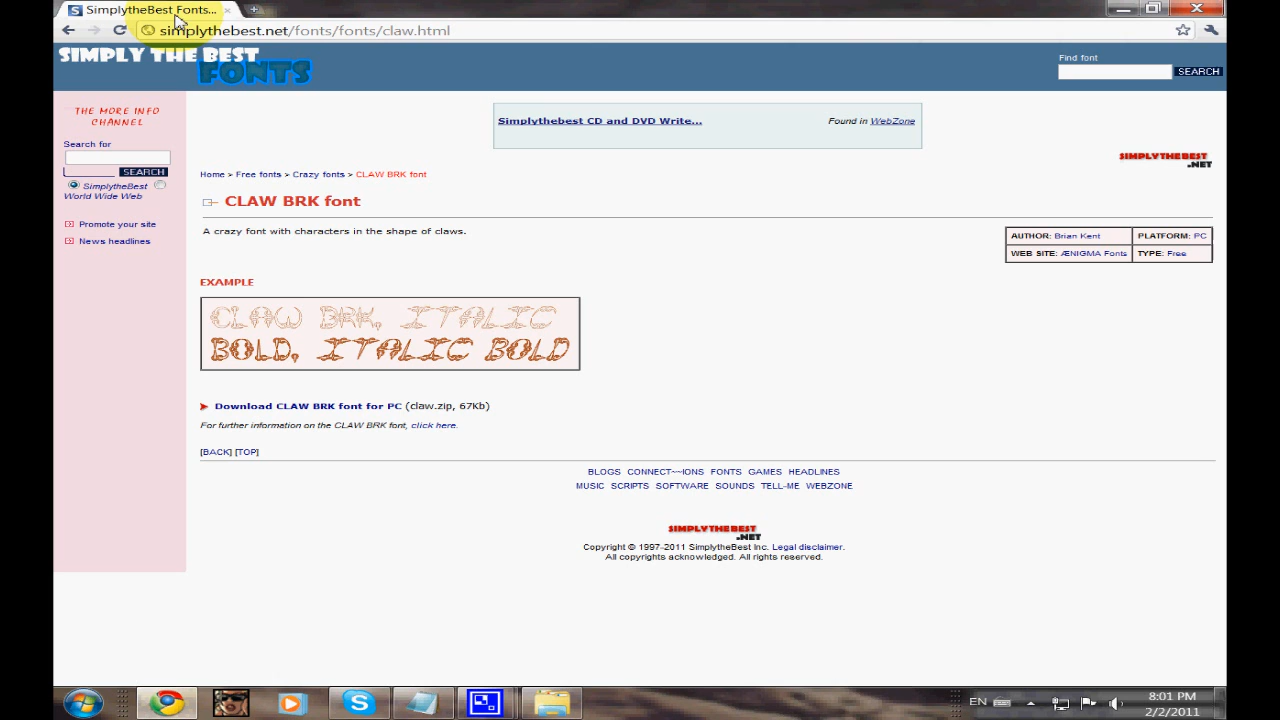 SimplytheBest Fonts...
simplythebest.net/fonts/fonts/claw.html
SIMPLY THE BEST
FONTS
Find font
SEARCH
THE MORE INFO
CHANNEL
Search for
SEARCH
SimplytheBest
World Wide Web
Promote your site
News headlines
Simplythebest CD and DVD Write...
Found in WebZone
SIMPLYTHEBEST
.NET
Home > Free fonts > Crazy fonts > CLAW BRK font
CLAW BRK font
A crazy font with characters in the shape of claws.
AUTHOR: Brian Kent
PLATFORM: PC
WEB SITE: ÆNIGMA Fonts
TYPE: Free
EXAMPLE
CLAW BRK, ITALIC
BOLD, ITALIC BOLD
Download CLAW BRK font for PC (claw.zip, 67Kb)
For further information on the CLAW BRK font, click here.
[BACK] [TOP]
BLOGS CONNECT~~IONS FONTS GAMES HEADLINES
MUSIC SCRIPTS SOFTWARE SOUNDS TELL-ME WEBZONE
SIMPLYTHEBEST
.NET
Copyright © 1997-2011 SimplytheBest Inc. Legal disclaimer.
All copyrights acknowledged. All rights reserved.
EN
8:01 PM
2/2/2011